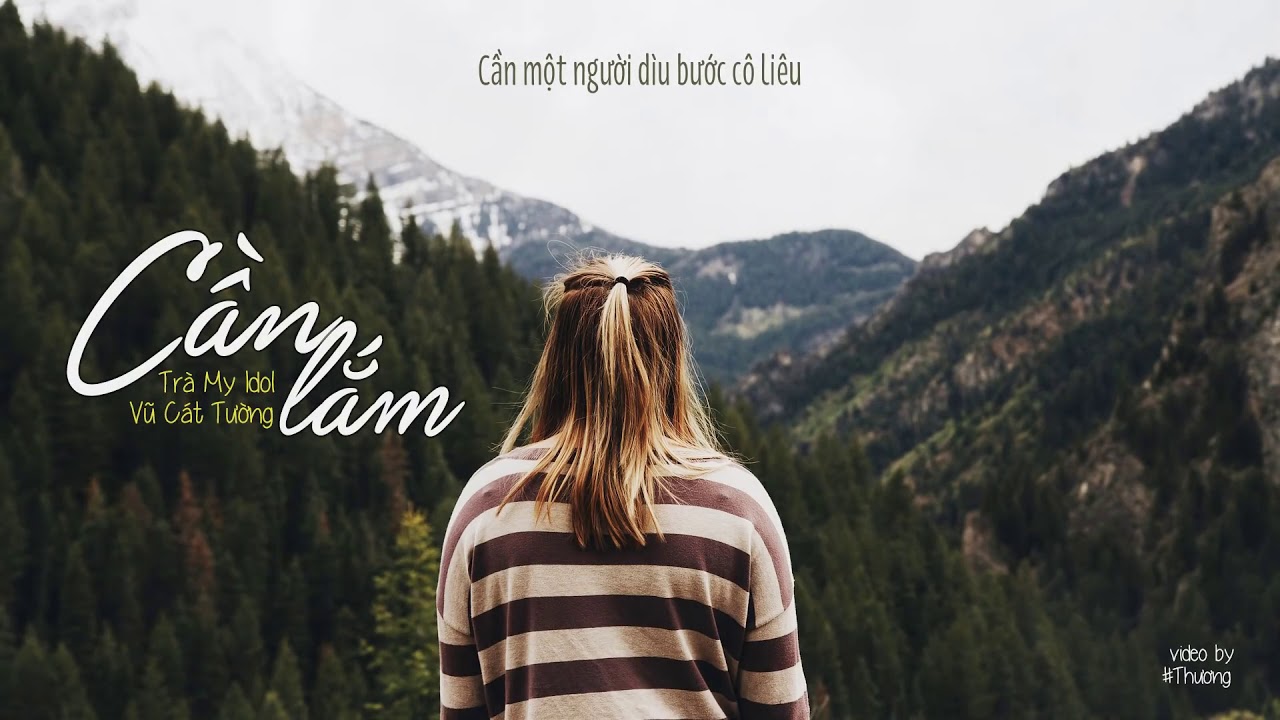 Cần một người dìu bước cô liêu
Cần lắm
Trà My Idol
Vũ Cát Tường
video by
#Thương